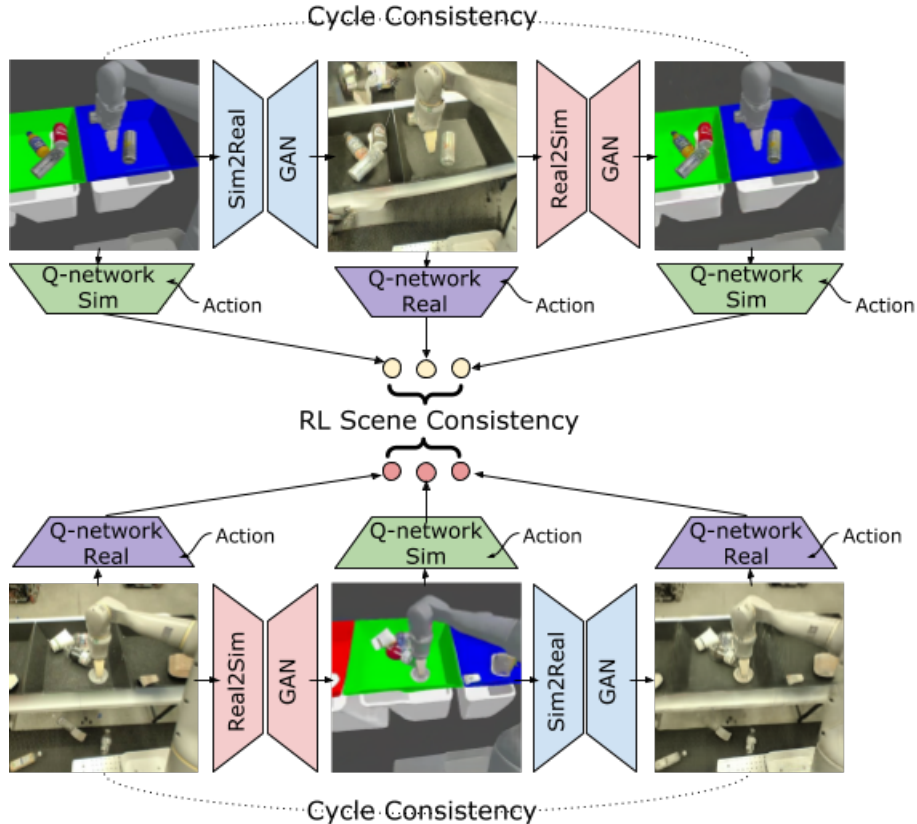 Cycle Consistency
Sim2Real
GAN
Real2Sim
GAN
Q-network
Sim
Action
Q-network
Real
Action
Q-network
Sim
Action
RL Scene Consistency
Q-network
Real
Action
Q-network
Sim
Action
Q-network
Real
Action
Real2Sim
GAN
Sim2Real
GAN
Cycle Consistency